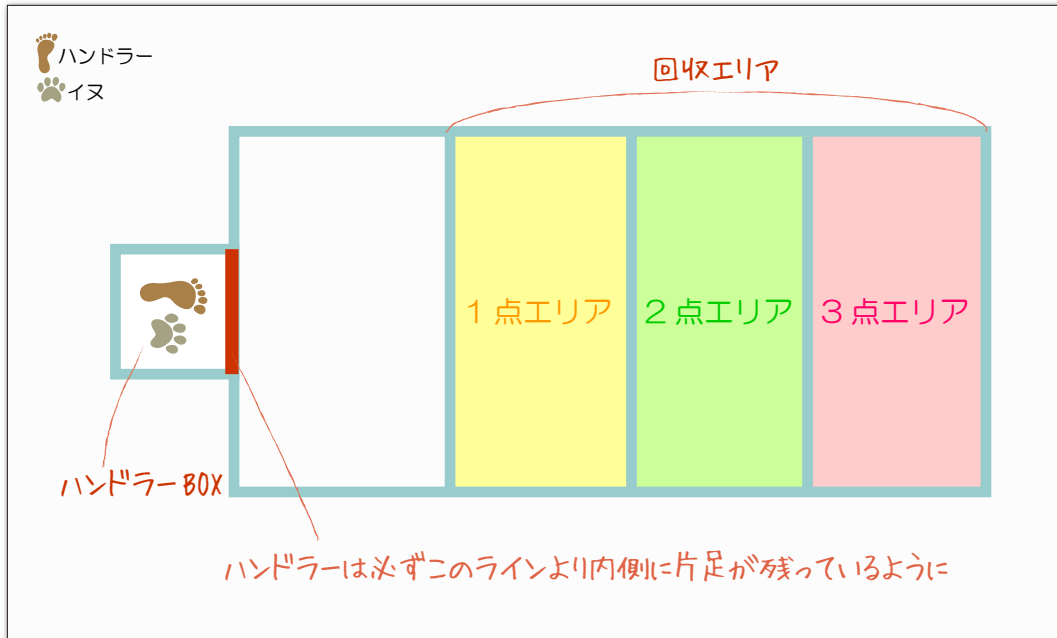 ハンドラー
イヌ
回収エリア
1点エリア
2点エリア
3点エリア
ハンドラーBOX
ハンドラーは必ずこのラインより内側に片足が残っているように